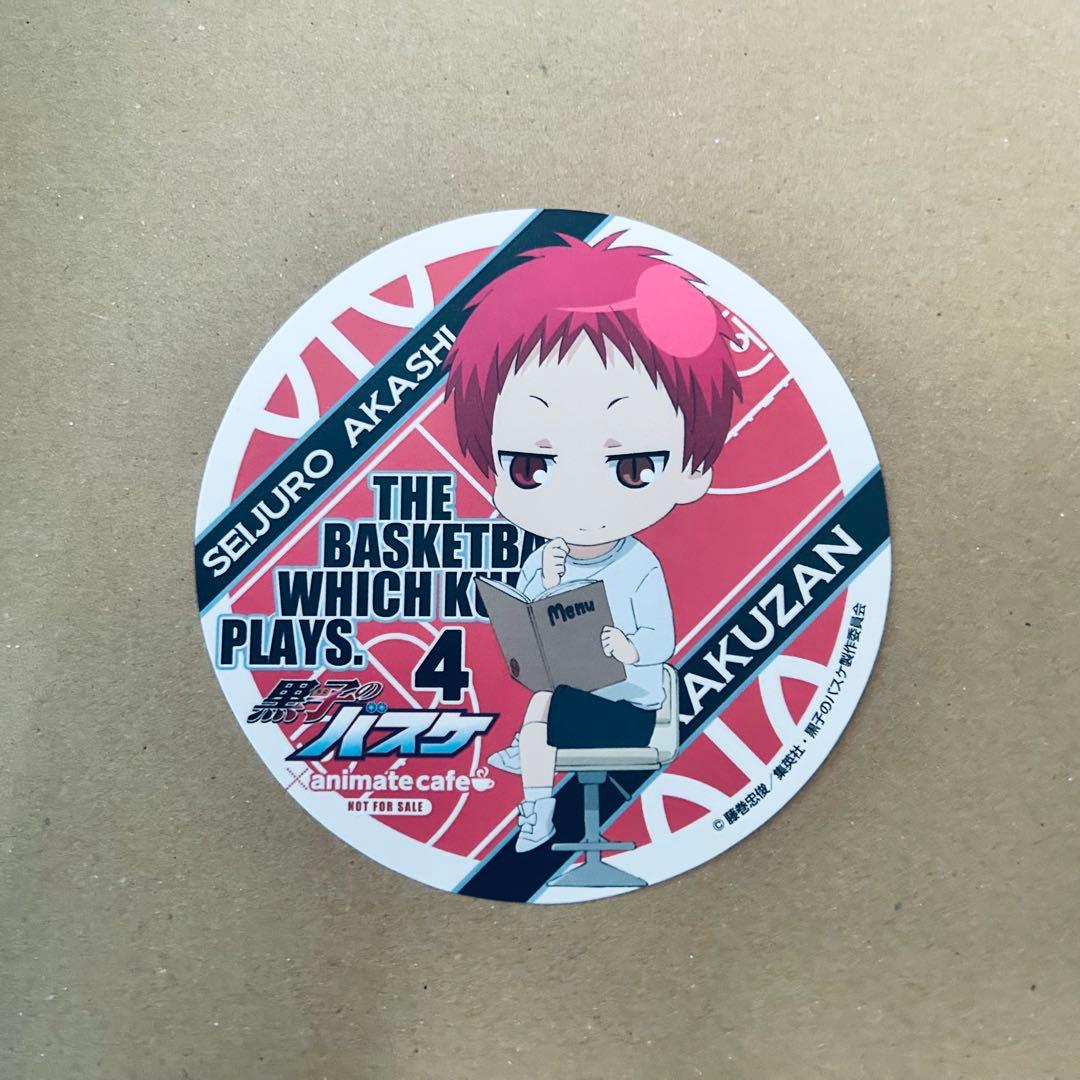 SEIJURO AKASHI
THE
BASKETBA
WHICH KU
PLAYS.
4
黒子の
バスケ
×animate cafe
NOT FOR SALE
Menu
RAKUZAN
©藤巻忠俊/集英社・黒子のバスケ製作委員会